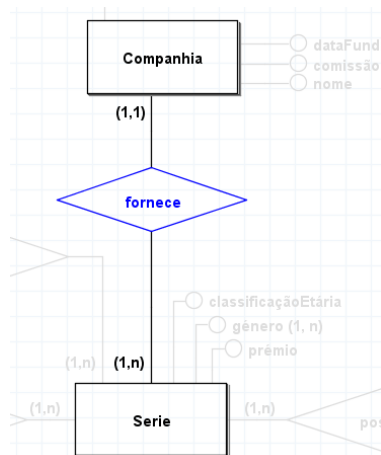 Companhia
dataFund
comissão
nome
(1,1)
fornece
classificaçãoEtária
gênero (1, n)
prêmio
(1,n)
(1,n)
(1,n)
Serie
(1,n)
pos